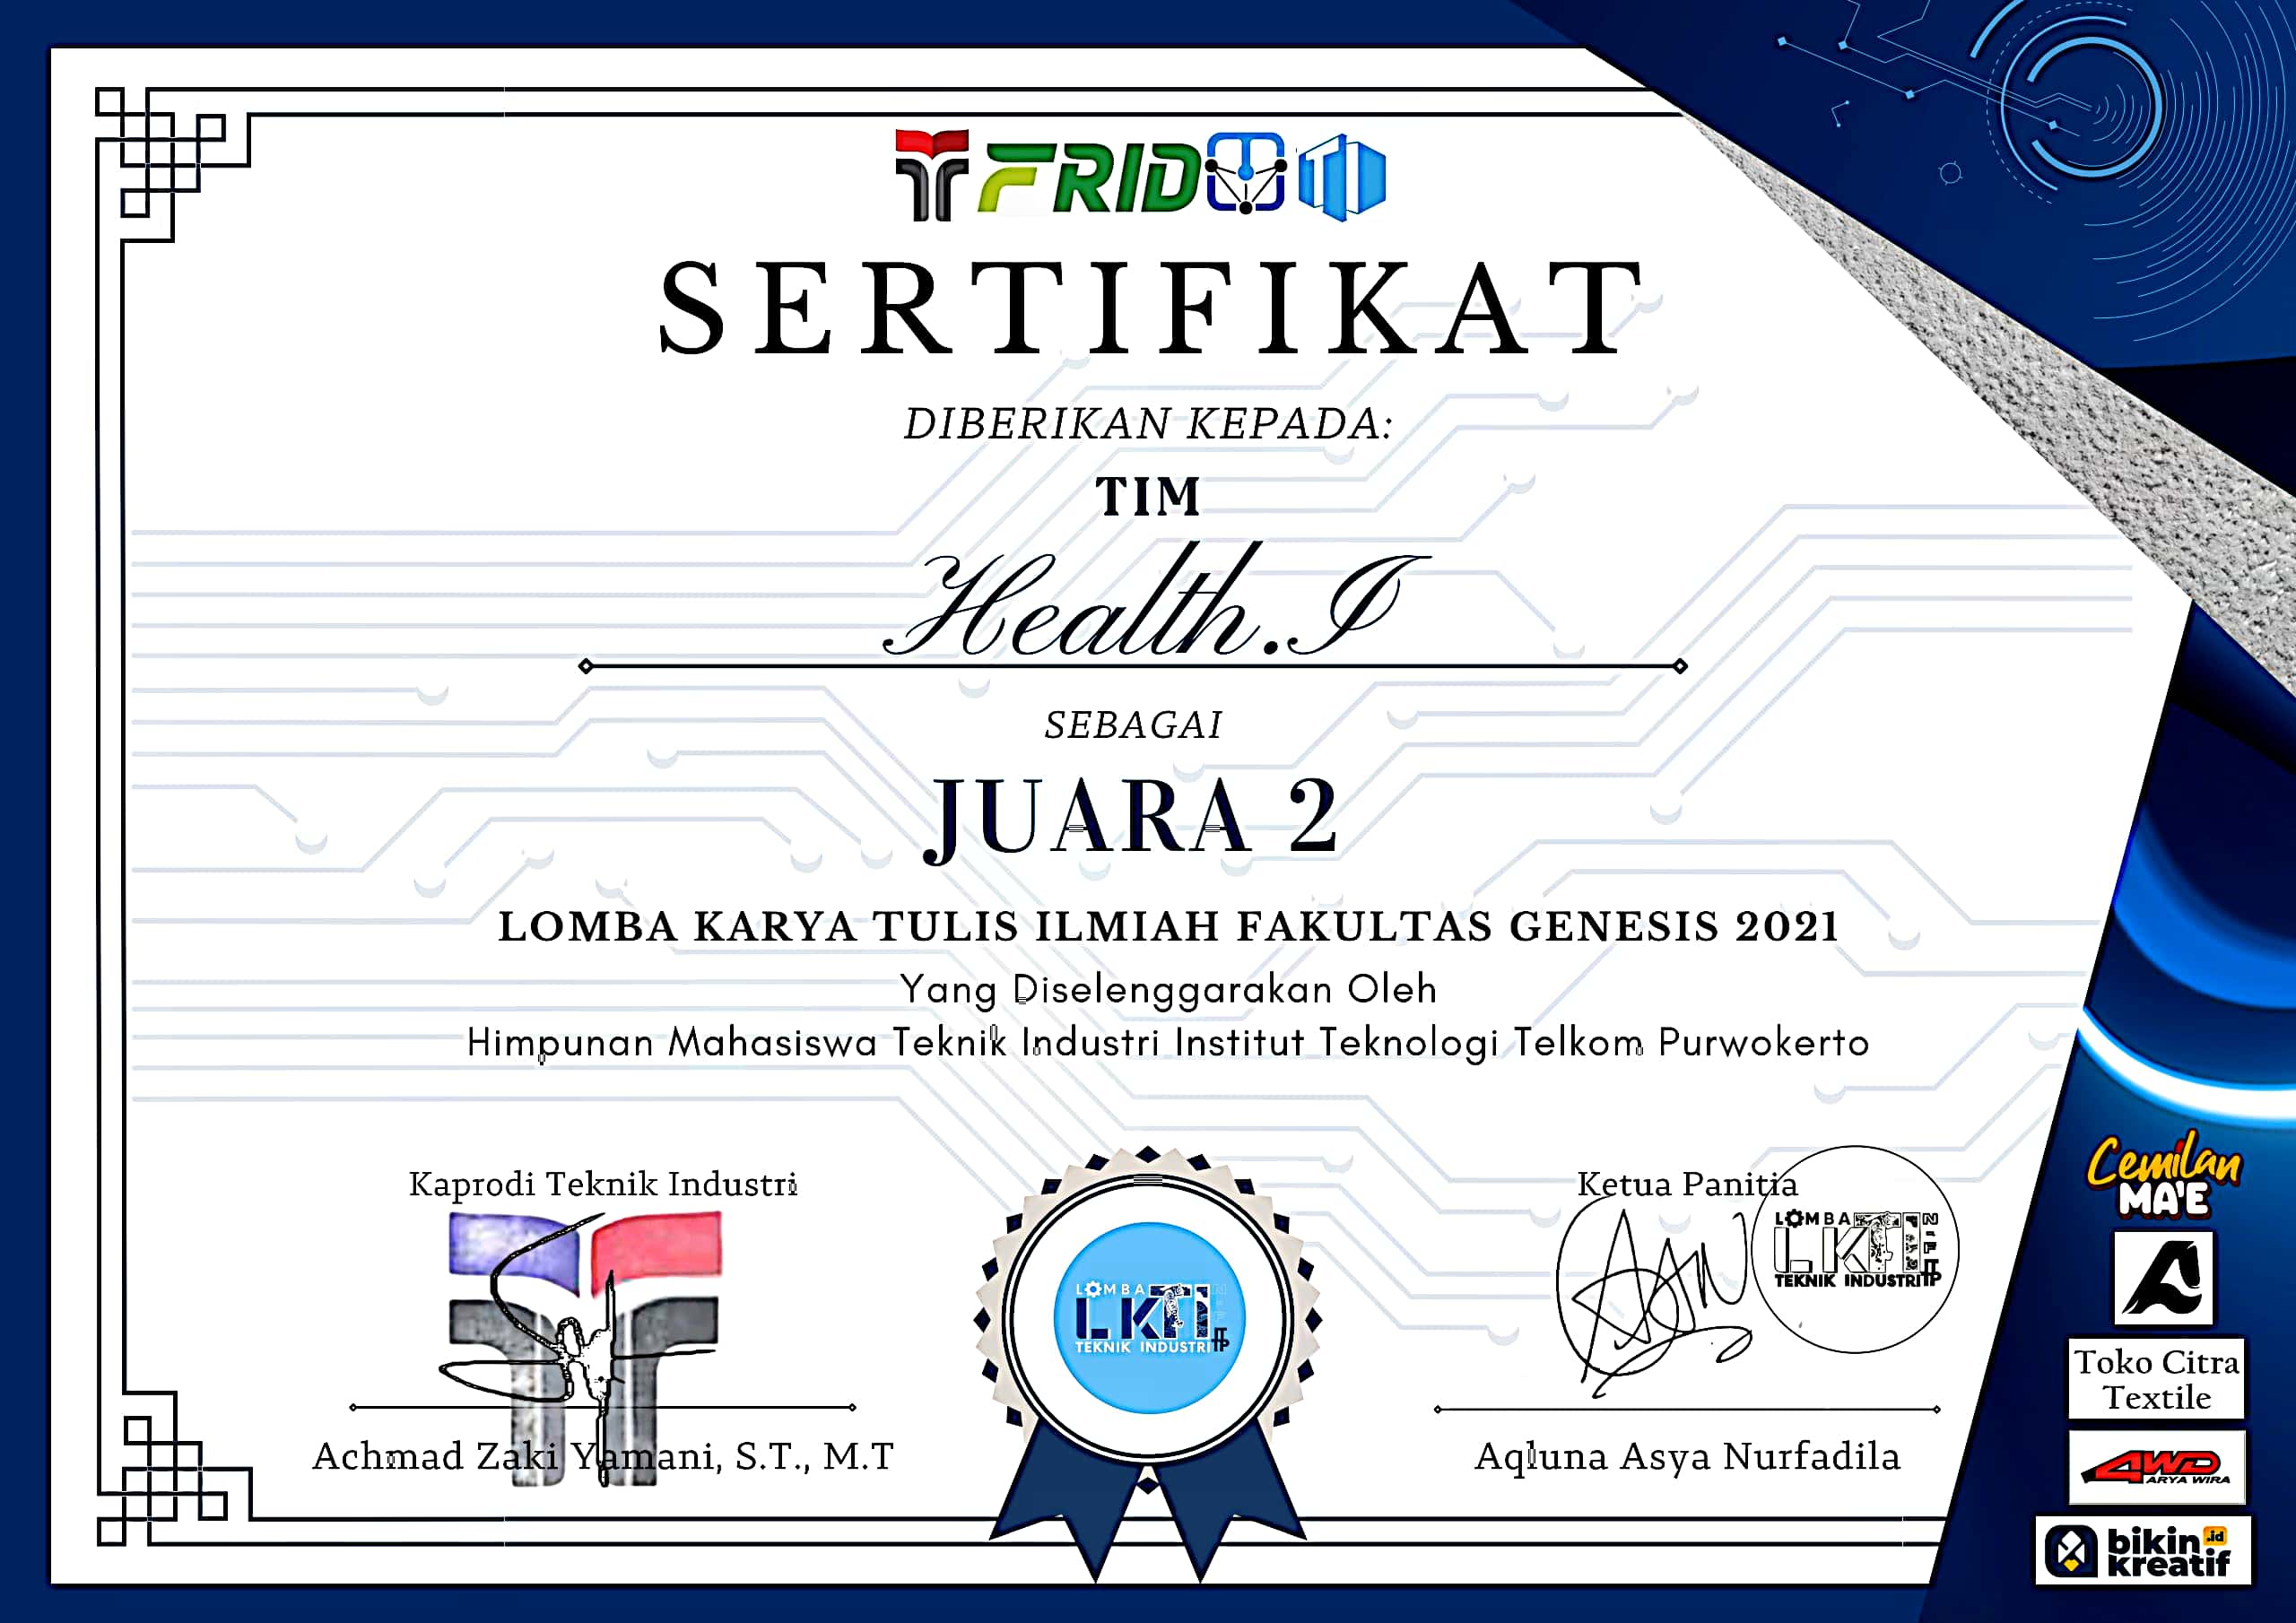 FRID
SERTIFIKAT
DIBERIKAN KEPADA:
TIM
Health.I
SEBAGAI
JUARA 2
LOMBA KARYA TULIS ILMIAH FAKULTAS GENESIS 2021
Yang Diselenggarakan Oleh
Himpunan Mahasiswa Teknik Industri Institut Teknologi Telkom Purwokerto
Kaprodi Teknik Industri
Achmad Zaki Yamani, S.T., M.T
LOMBA
LKTI
TEKNIK INDUSTRI
Ketua Panitia
LOMBA
LKTI
TEKNIK INDUSTRI
Aqluna Asya Nurfadila
Cemilan
MA'E
Toko Citra
Textile
4WD
ARYA WIRA
bikin.id
kreatif